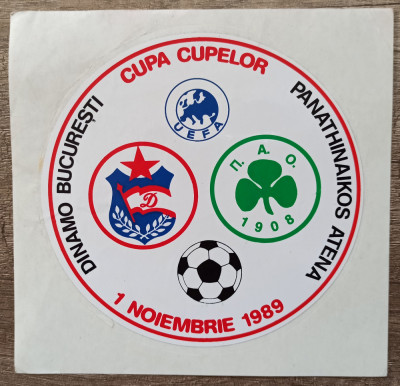 CUPA CUPELOR
DINAMO BUCUREȘTI
PANATHINAIKOS ATENA
UEFA
D
Π. Α. Ο.
1908
1 NOIEMBRIE 1989